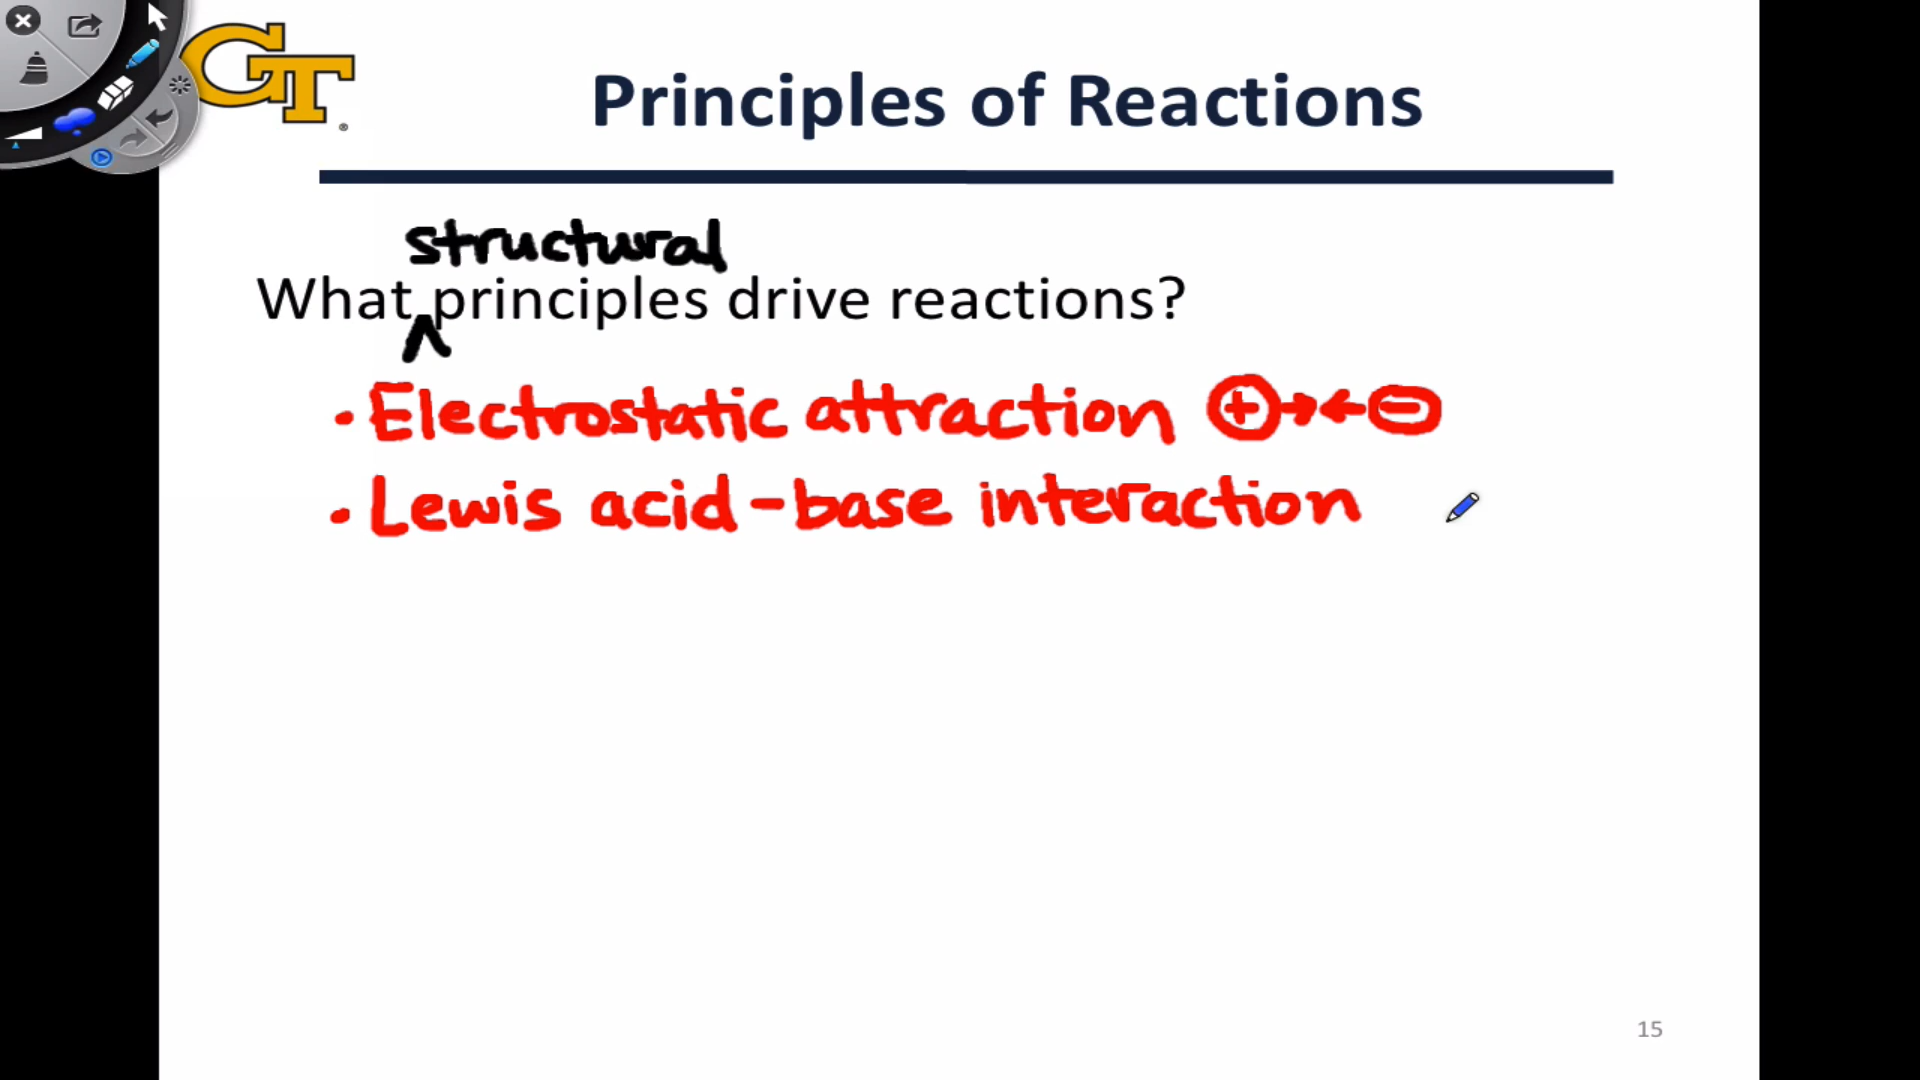 GT
Principles of Reactions
structural
What principles drive reactions?
^
• Electrostatic attraction ⊕→←⊖
• Lewis acid-base interaction
15